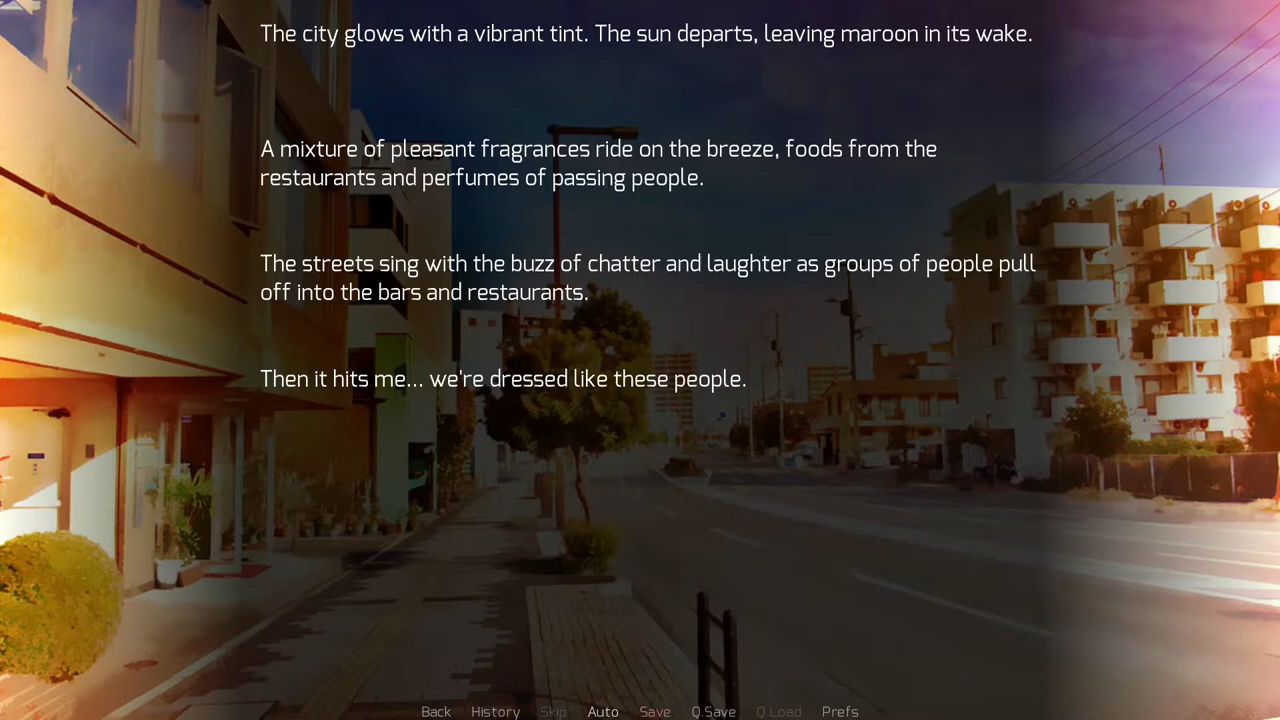 The city glows with a vibrant tint. The sun departs, leaving maroon in its wake.
A mixture of pleasant fragrances ride on the breeze, foods from the
restaurants and perfumes of passing people.
The streets sing with the buzz of chatter and laughter as groups of people pull
off into the bars and restaurants.
Then it hits me... we're dressed like these people.
Back History Skip Auto Save Q.Save Q.Load Prefs